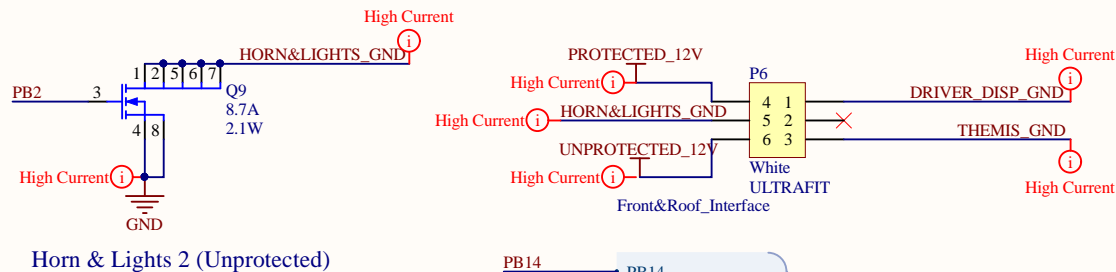 High Current
HORN&LIGHTS_GND
1 2 5 6 7
PB2
3
Q9
8.7A
2.1W
4 8
High Current
GND
Horn & Lights 2 (Unprotected)
PROTECTED_12V
High Current
P6
High Current
4 1
DRIVER_DISP_GND
High Current
HORN&LIGHTS_GND
5 2
6 3
THEMIS_GND
UNPROTECTED_12V
High Current
White
ULTRAFIT
High Current
Front&Roof_Interface
PB14
PB14